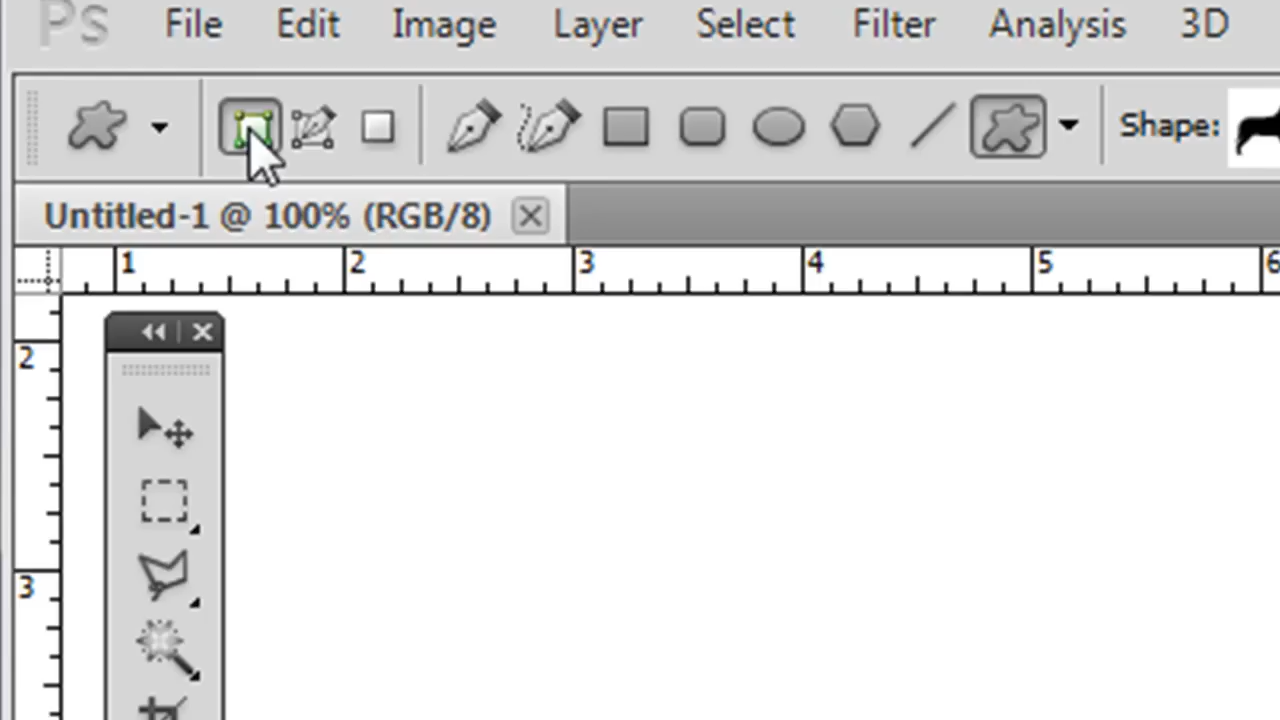 Ps File Edit Image Layer Select Filter Analysis 3D
Shape:
Untitled-1 @ 100% (RGB/8)
1 2 3 4 5 6
2
3